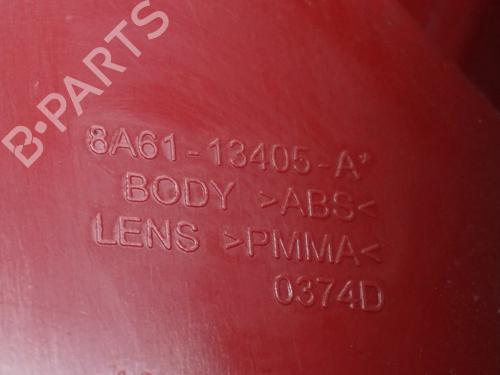 B-PARTS
8A61-13405-A*
BODY >ABS<
LENS >PMMA<
0374D